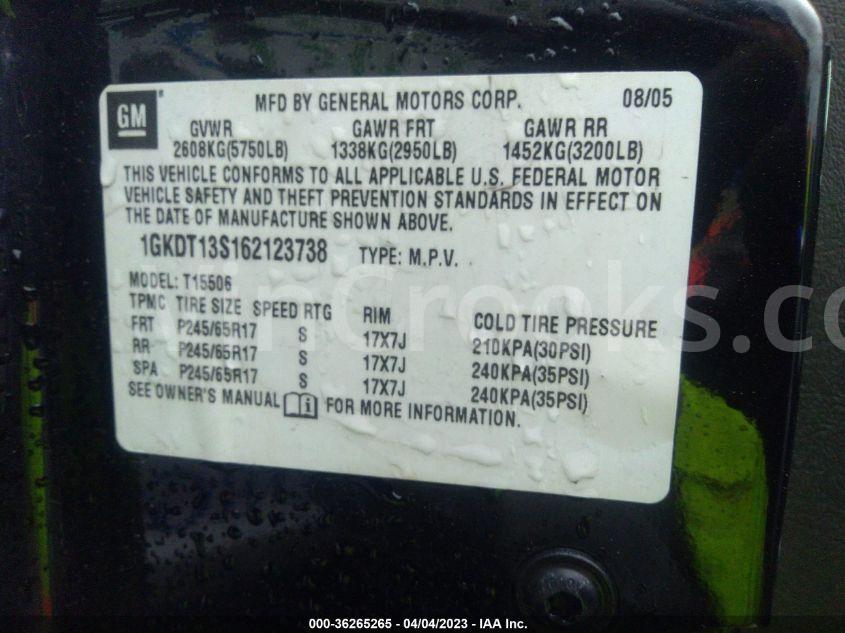 GM ® MFD BY GENERAL MOTORS CORP. 08/05
GVWR GAWR FRT GAWR RR
2608KG(5750LB) 1338KG(2950LB) 1452KG(3200LB)
THIS VEHICLE CONFORMS TO ALL APPLICABLE U.S. FEDERAL MOTOR
VEHICLE SAFETY AND THEFT PREVENTION STANDARDS IN EFFECT ON
THE DATE OF MANUFACTURE SHOWN ABOVE.
1GKDT13S162123738 TYPE: M.P.V.
MODEL: T15506
TPMC TIRE SIZE SPEED RTG RIM COLD TIRE PRESSURE
FRT P245/65R17 S 17X7J 210KPA(30PSI)
RR P245/65R17 S 17X7J 240KPA(35PSI)
SPA P245/65R17 S 17X7J 240KPA(35PSI)
SEE OWNER'S MANUAL i FOR MORE INFORMATION.
VinCrooks.co
000-36265265 - 04/04/2023 - IAA Inc.